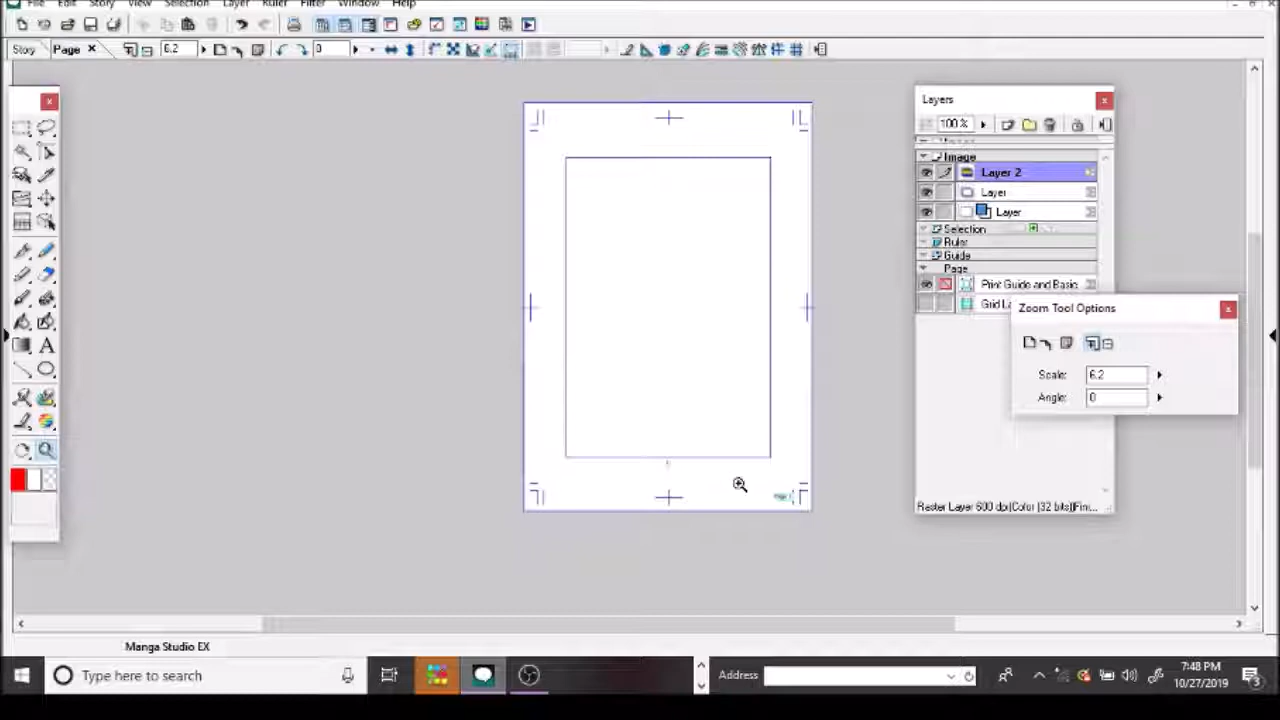 File Edit Story View Selection Layer Ruler Filter Window Help
Story Page 6.2 0
Layers
100%
Image
Layer 2
Layer
Layer
Selection
Ruler
Guide
Page
Print Guide and Basic
Grid
Zoom Tool Options
Scale: 6.2
Angle: 0
Raster Layer 600 dpi(Color (32 bits)
Manga Studio EX
Type here to search
Address
7:48 PM
10/27/2019
3